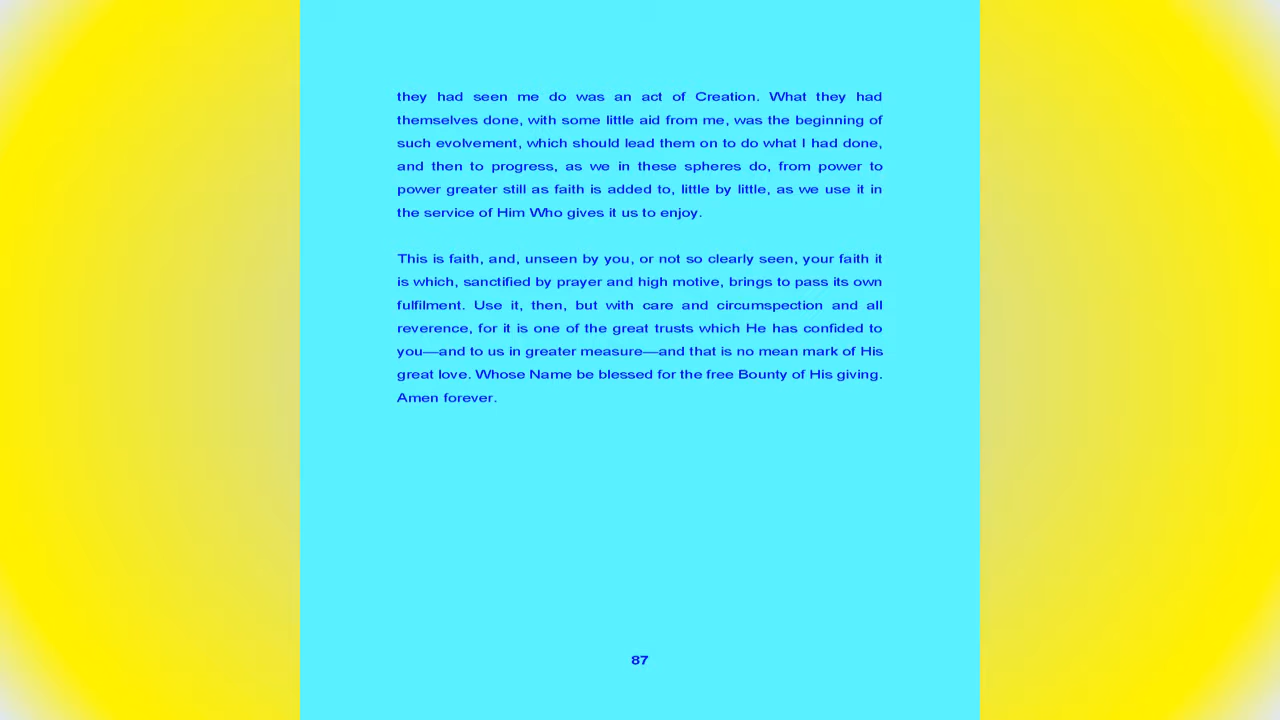 they had seen me do was an act of Creation. What they had
themselves done, with some little aid from me, was the beginning of
such evolvement, which should lead them on to do what I had done,
and then to progress, as we in these spheres do, from power to
power greater still as faith is added to, little by little, as we use it in
the service of Him Who gives it us to enjoy.
This is faith, and, unseen by you, or not so clearly seen, your faith it
is which, sanctified by prayer and high motive, brings to pass its own
fulfilment. Use it, then, but with care and circumspection and all
reverence, for it is one of the great trusts which He has confided to
you—and to us in greater measure—and that is no mean mark of His
great love. Whose Name be blessed for the free Bounty of His giving.
Amen forever.
87